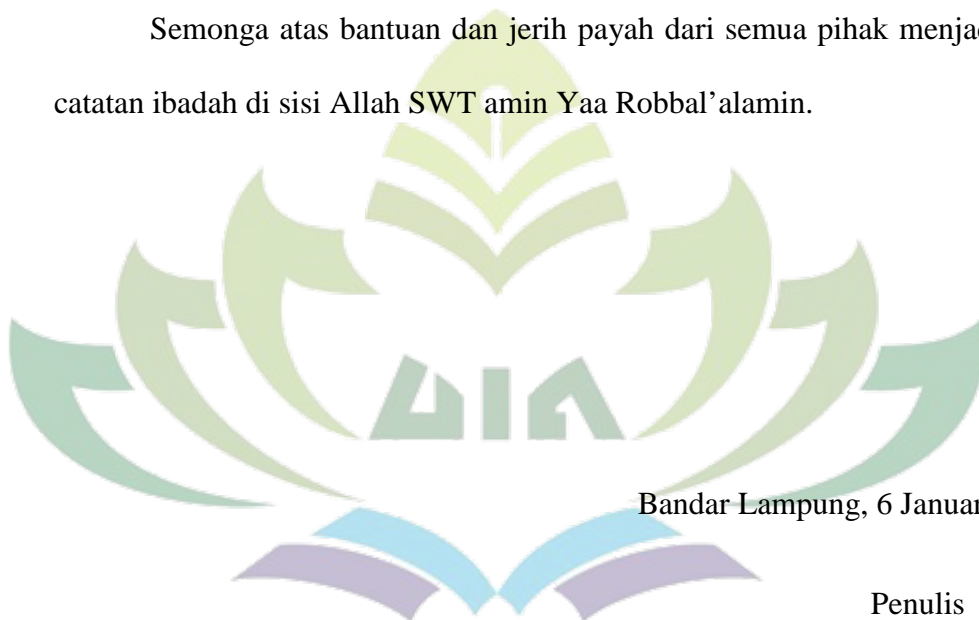 Semonga atas bantuan dan jerih payah dari semua pihak
catatan ibadah di sisi Allah SWT amin Yaa Robbal’alamin.
UIN
Bandar Lampung, 6
Penulis